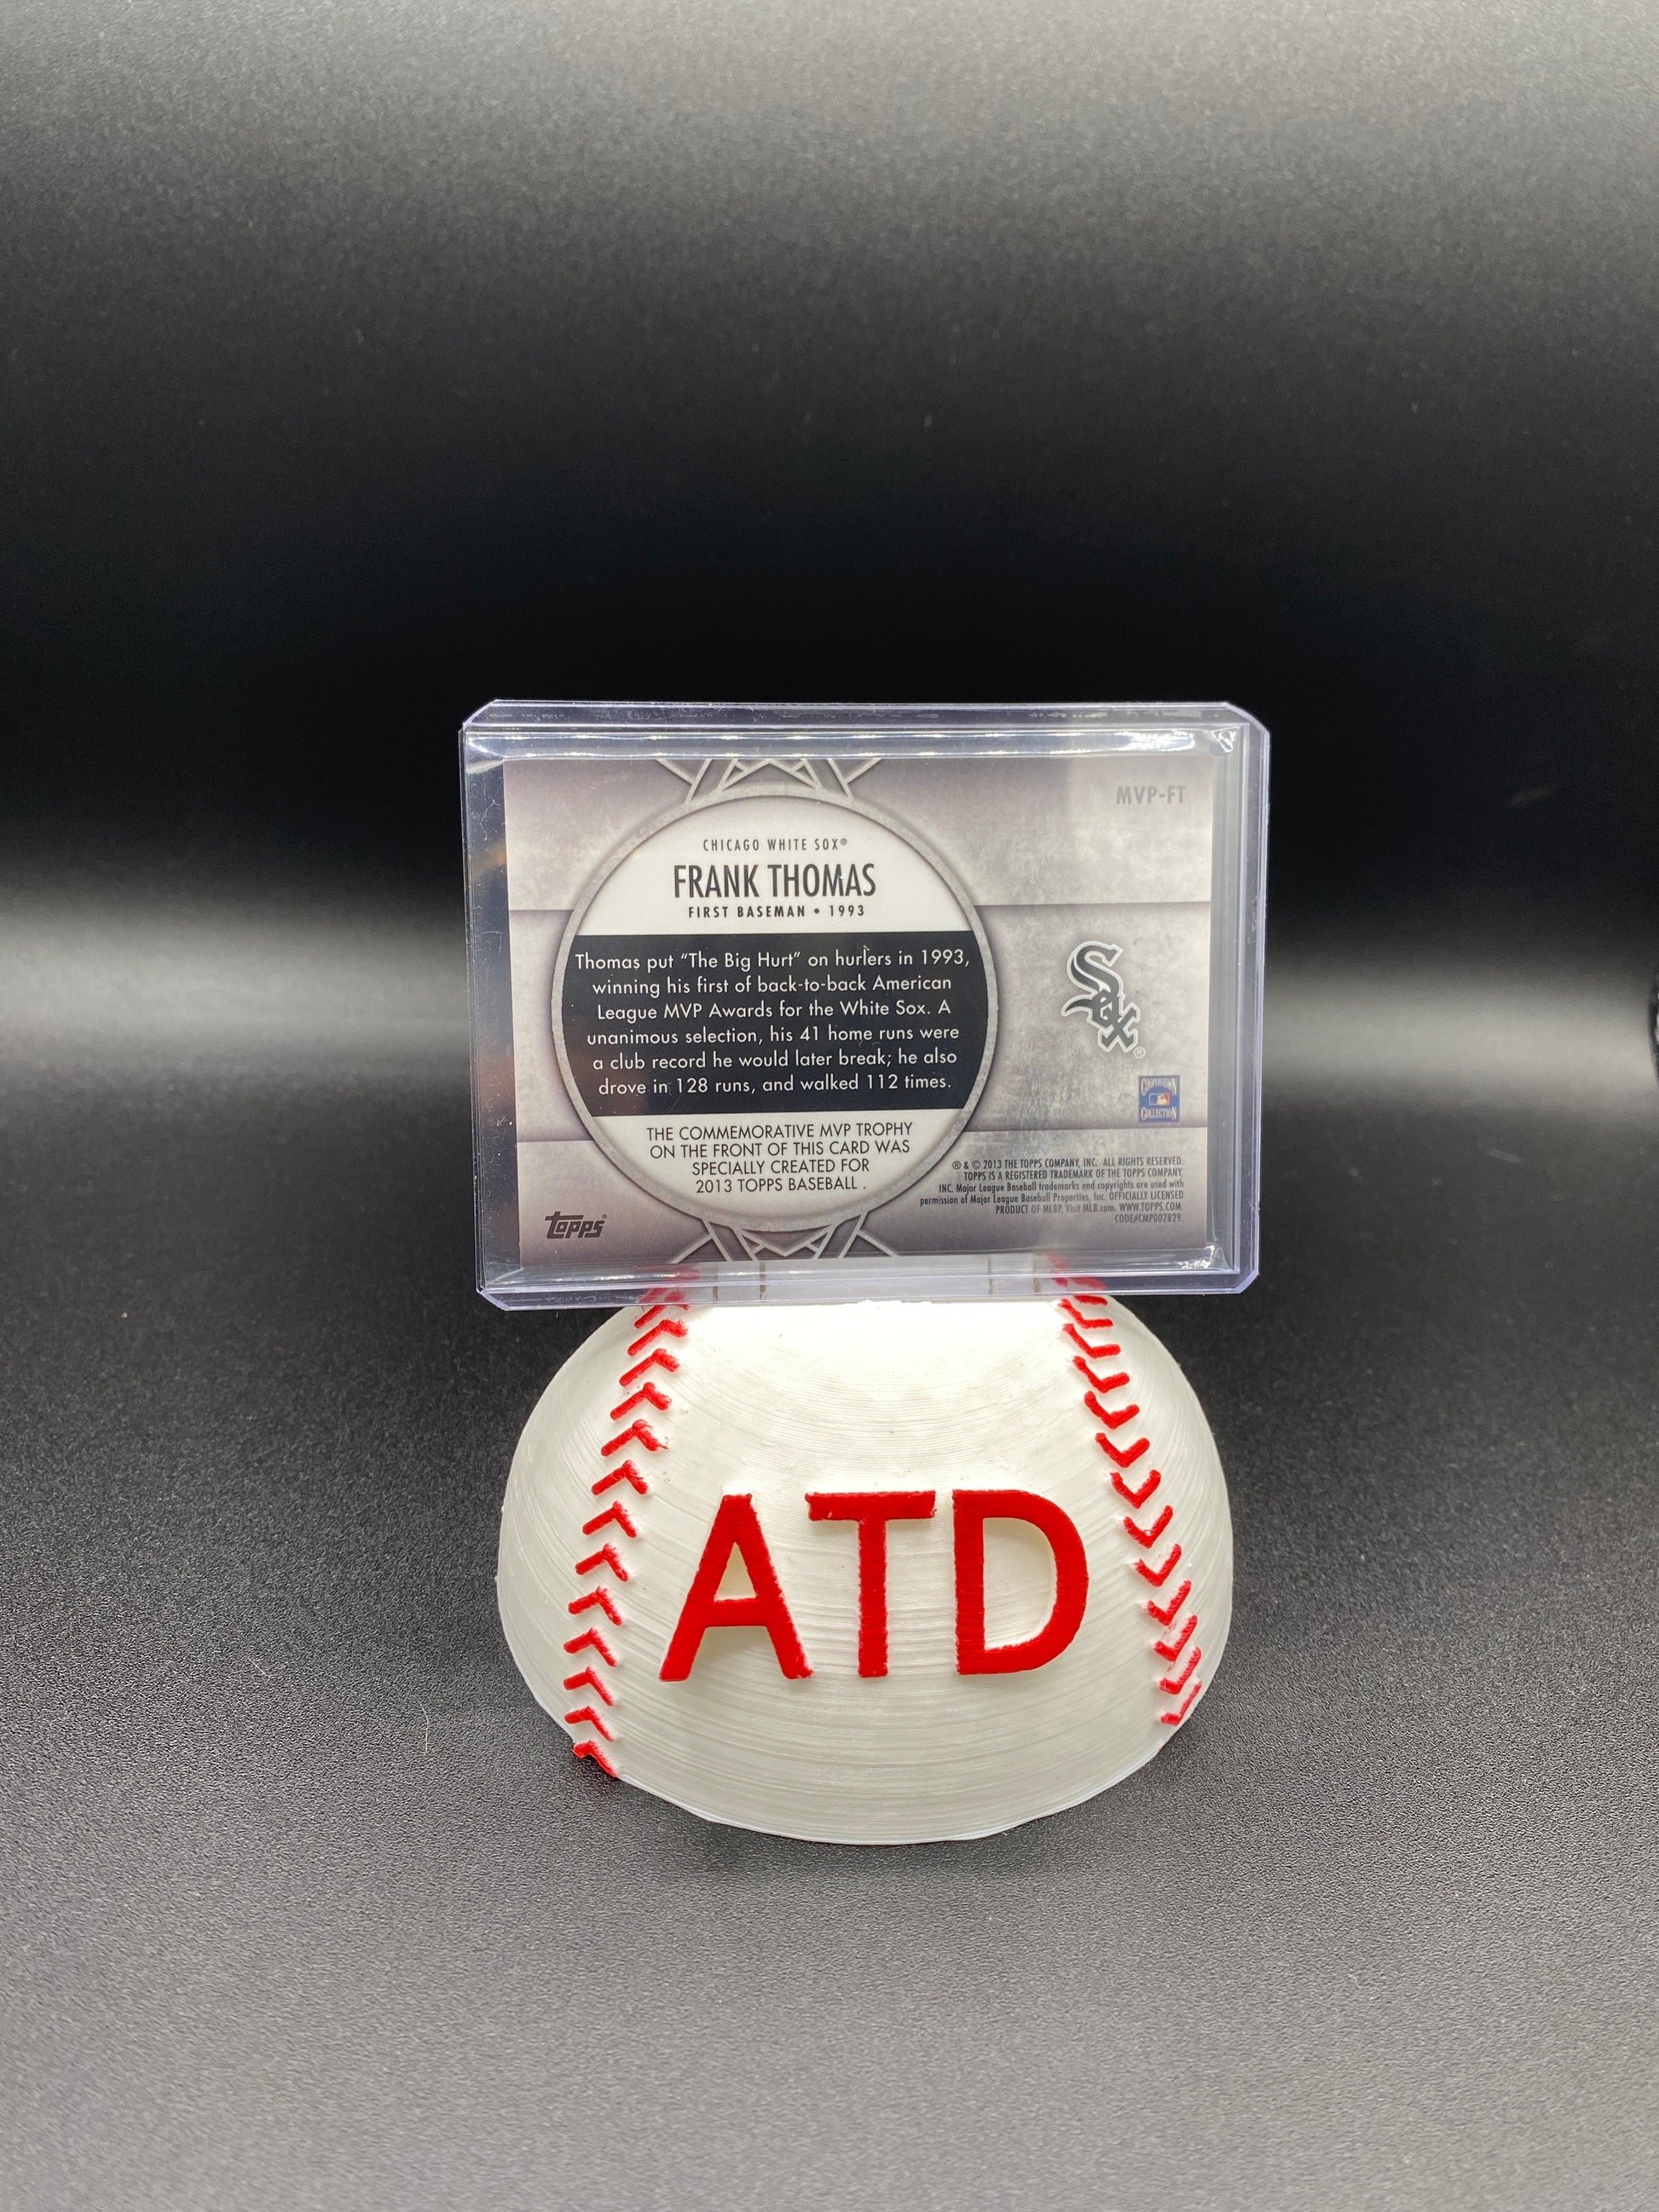 MVP-FT
CHICAGO WHITE SOX®
FRANK THOMAS
FIRST BASEMAN • 1993
Thomas put “The Big Hurt” on hurlers in 1993,
winning his first of back-to-back American
League MVP Awards for the White Sox. A
unanimous selection, his 41 home runs were
a club record he would later break; he also
drove in 128 runs, and walked 112 times.
THE COMMEMORATIVE MVP TROPHY
ON THE FRONT OF THIS CARD WAS
SPECIALLY CREATED FOR
2013 TOPPS BASEBALL .
Sox®
COOPERSTOWN
COLLECTION
® & © 2013 THE TOPPS COMPANY, INC. ALL RIGHTS RESERVED.
TOPPS IS A REGISTERED TRADEMARK OF THE TOPPS COMPANY,
INC. Major League Baseball trademarks and copyrights are used with
permission of Major League Baseball Properties, Inc. OFFICIALLY LICENSED
PRODUCT OF MLBP. Visit MLB.com. WWW.TOPPS.COM.
CODE#CMP002829.
topps®
ATD